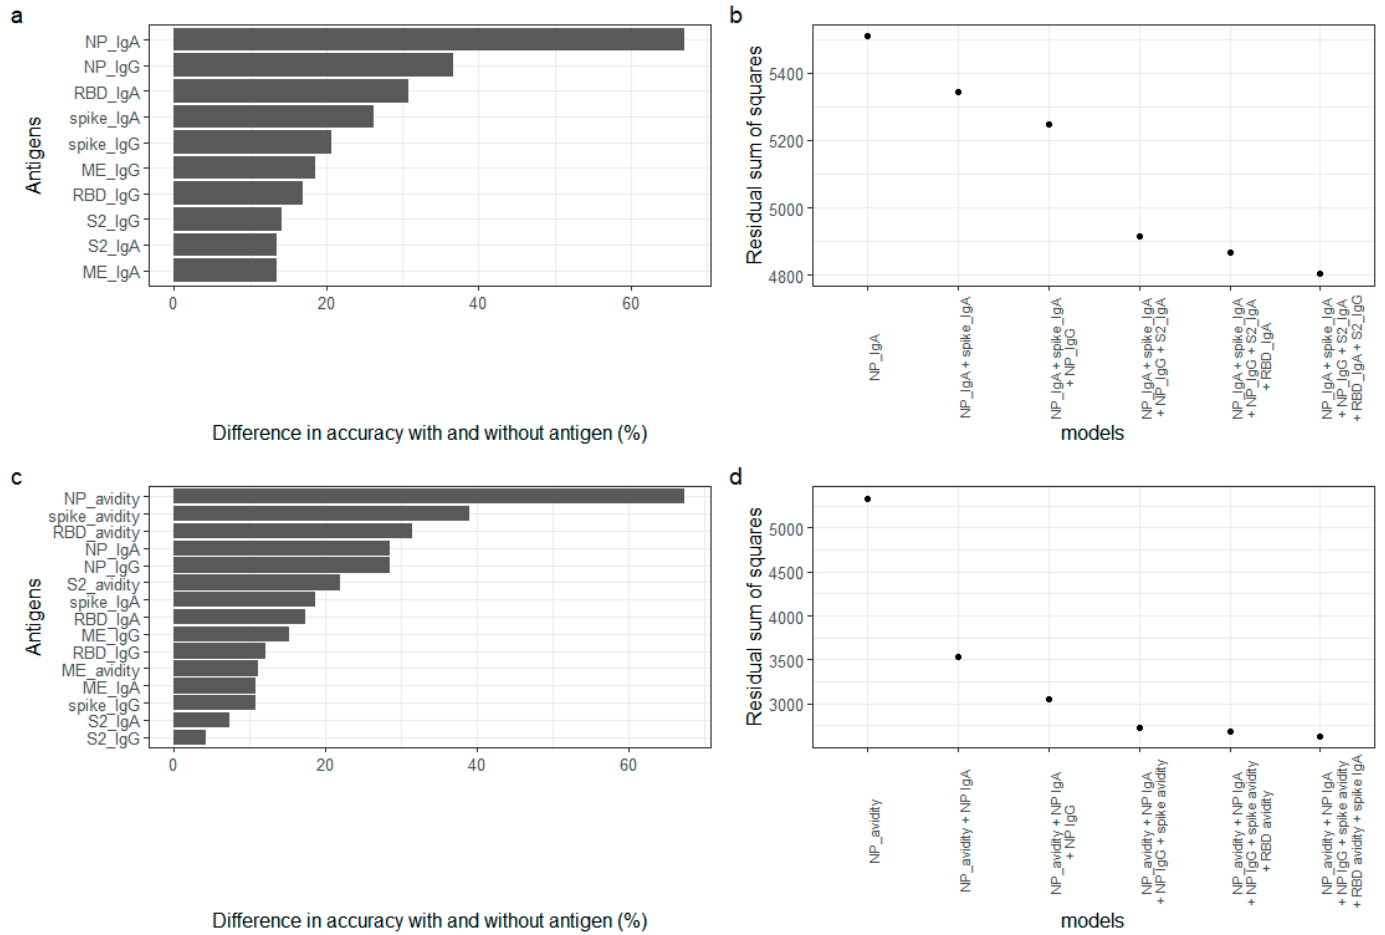 a
Antigens
NP_IgA
NP_IgG
RBD_IgA
spike_IgA
spike_IgG
ME_IgG
RBD_IgG
S2_IgG
S2_IgA
ME_IgA
0 20 40 60
Difference in accuracy with and without antigen (%)
b
Residual sum of squares
5400
5200
5000
4800
NP_IgA
NP_IgA + spike_IgA
NP_IgA + spike_IgA
+ NP_IgG
NP_IgA + spike_IgA
+ NP_IgG + S2_IgA
NP_IgA + spike_IgA
+ NP_IgG + S2_IgA
+ RBD_IgA
NP_IgA + spike_IgA
+ NP_IgG + S2_IgA
+ RBD_IgA + S2_IgG
models
c
Antigens
NP_avidity
spike_avidity
RBD_avidity
NP_IgA
NP_IgG
S2_avidity
spike_IgA
RBD_IgA
ME_IgG
RBD_IgG
ME_avidity
ME_IgA
spike_IgG
S2_IgA
S2_IgG
0 20 40 60
Difference in accuracy with and without antigen (%)
d
Residual sum of squares
5000
4500
4000
3500
3000
NP_avidity
NP_avidity + NP IgA
NP_avidity + NP IgA
+ NP IgG
NP_avidity + NP IgA
+ NP IgG + spike avidity
NP_avidity + NP IgA
+ NP IgG + spike avidity
+ RBD avidity
NP_avidity + NP IgA
+ NP IgG + spike avidity
+ RBD avidity + spike IgA
models